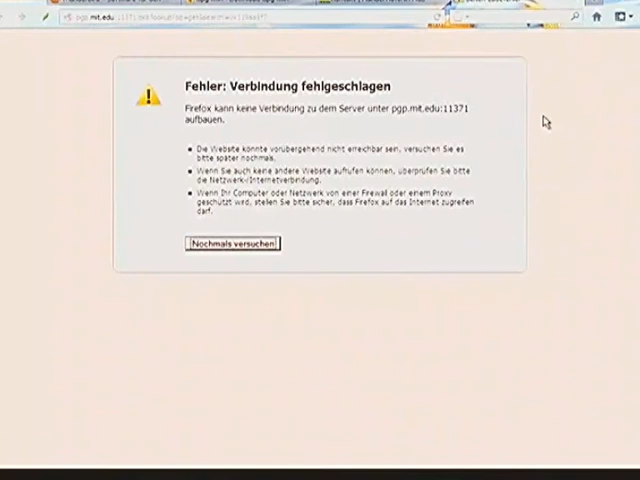 pgp.mit.edu
Fehler: Verbindung fehlgeschlagen
Firefox kann keine Verbindung zu dem Server unter pgp.mit.edu:11371
aufbauen.
Die Website könnte vorübergehend nicht erreichbar sein, versuchen Sie es
bitte später nochmals.
Wenn Sie auch keine andere Website aufrufen können, überprüfen Sie bitte
die Netzwerk-/Internetverbindung.
Wenn Ihr Computer oder Netzwerk von einer Firewall oder einem Proxy
geschützt wird, stellen Sie bitte sicher, dass Firefox auf das Internet zugreifen
darf.
Nochmals versuchen